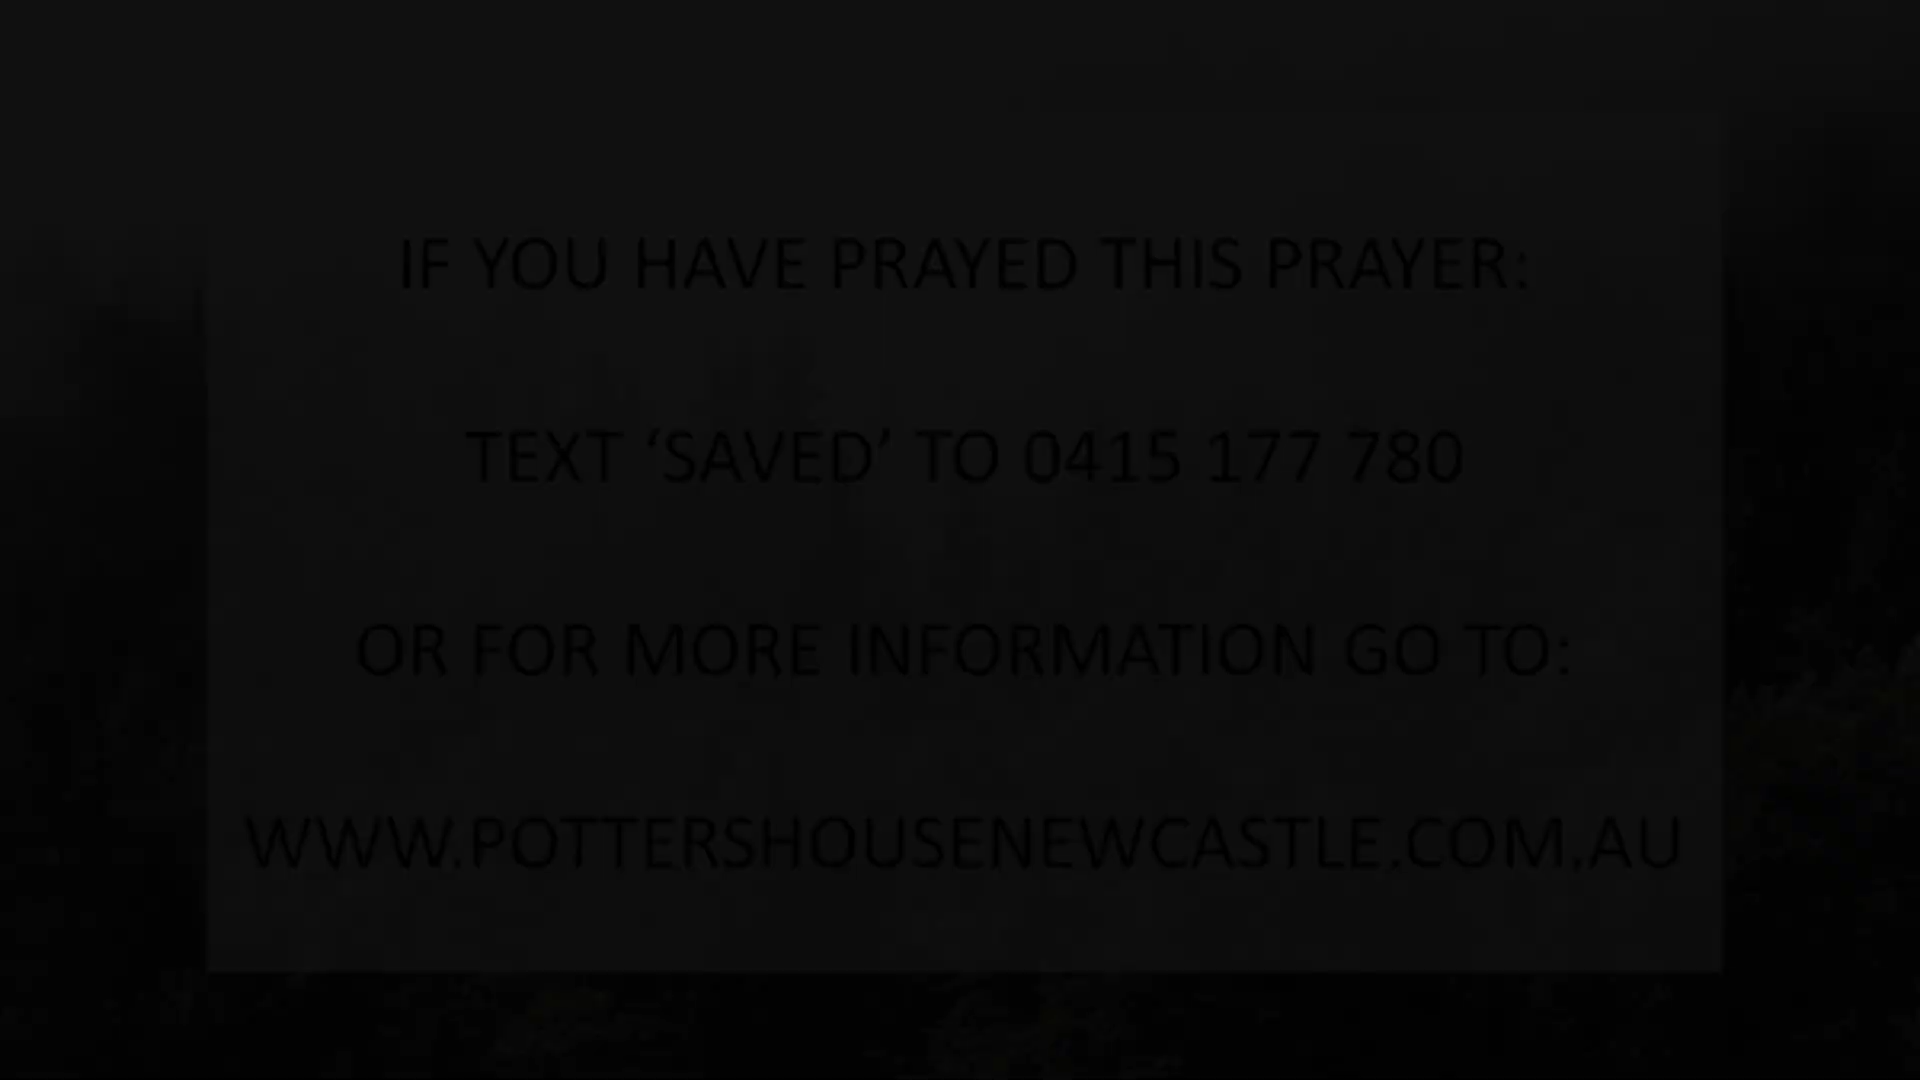 IF YOU HAVE PRAYED THIS PRAYER:
TEXT ‘SAVED’ TO 0415 177 780
OR FOR MORE INFORMATION GO TO:
WWW.POTTERSHOUSENEWCASTLE.COM.AU